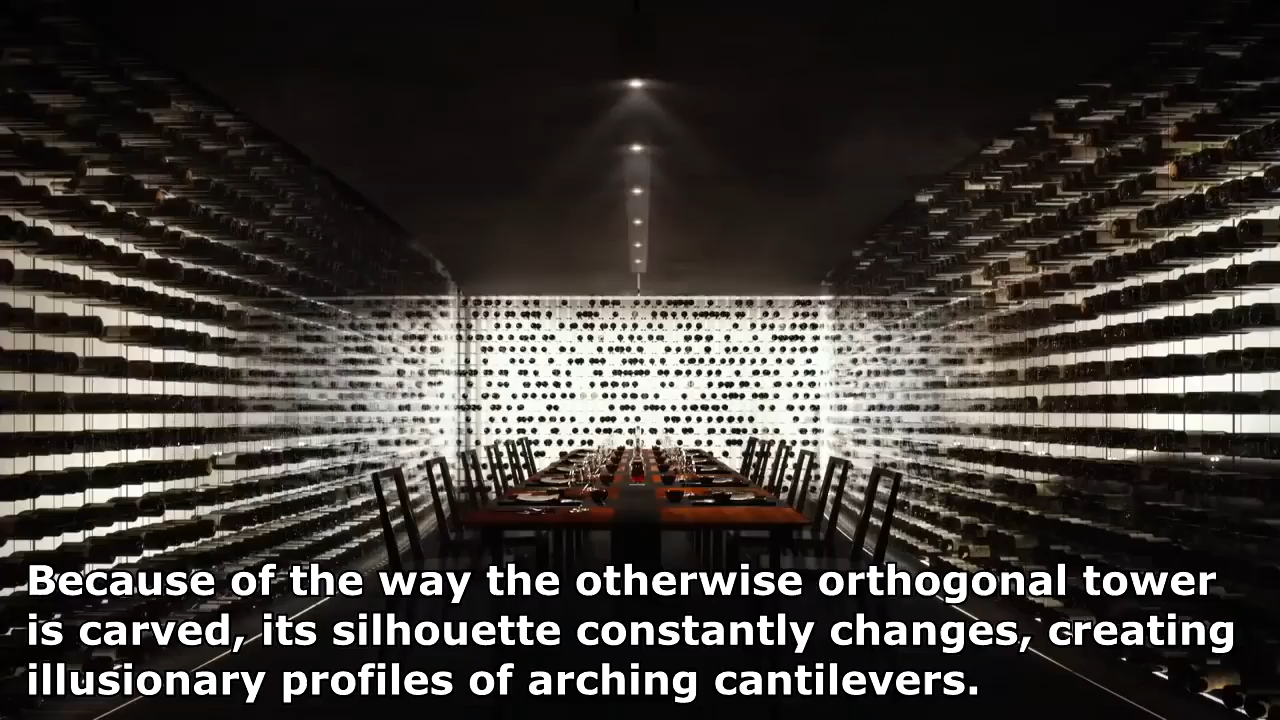 Because of the way the otherwise orthogonal tower
is carved, its silhouette constantly changes, creating
illusionary profiles of arching cantilevers.